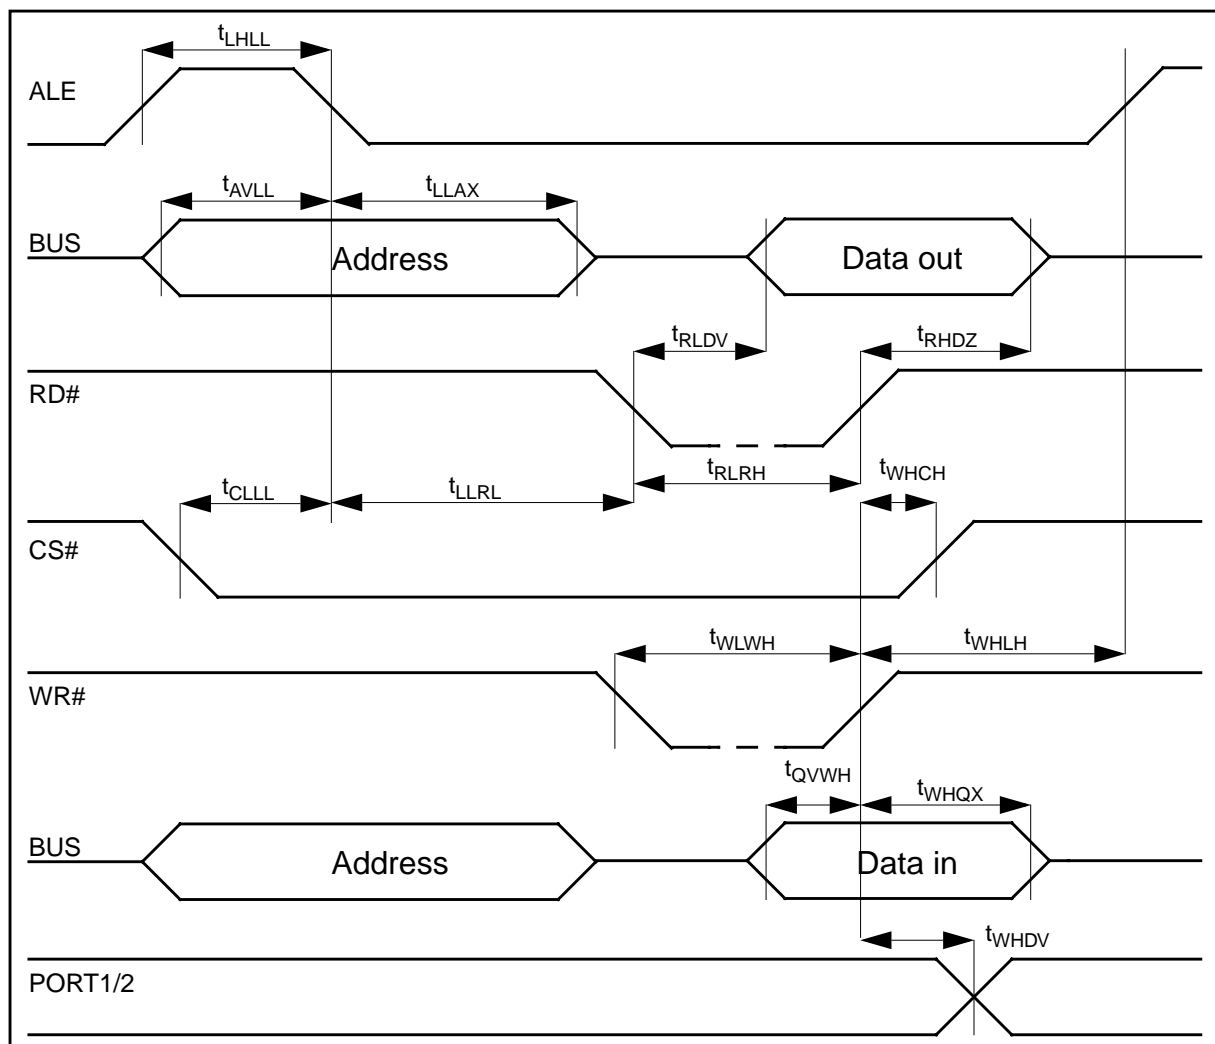 tLHLL
ALE
tAVLL tLLAX
BUS Address Data out
tRLDV tRHDZ
RD#
tCLLL tLLRL tRLRH tWHCH
CS#
tWLWH tWHLH
WR#
tQVWH tWHQX
BUS Address Data in
tWHDV
PORT1/2